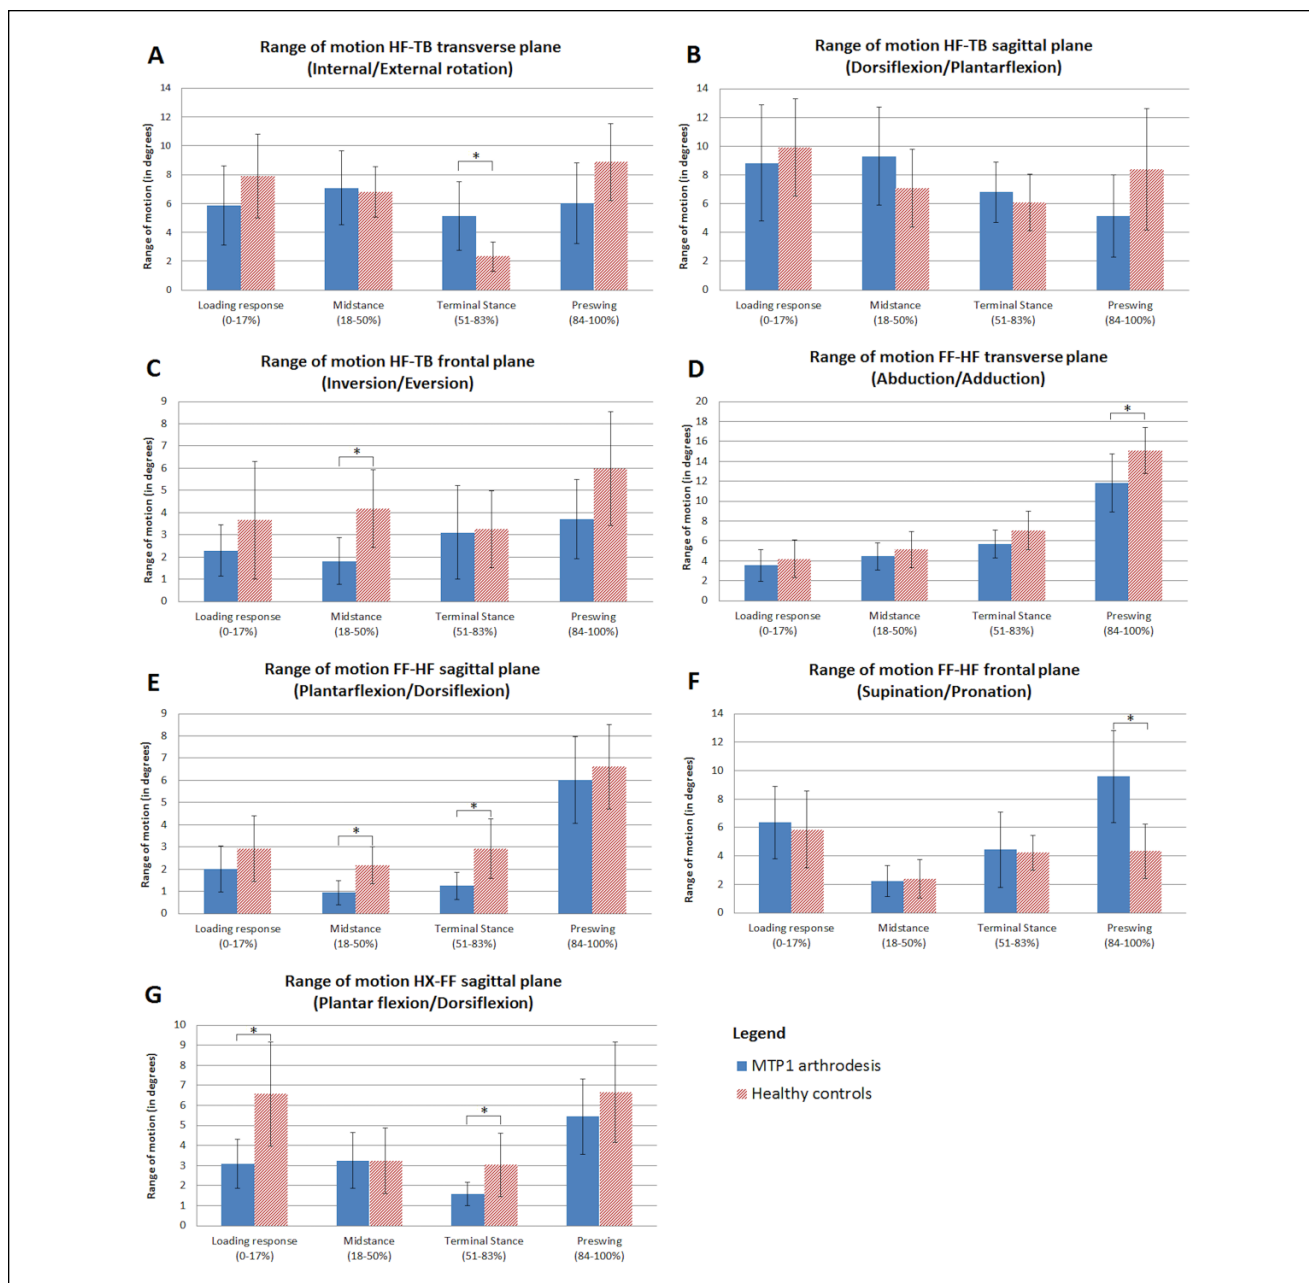 A
Range of motion HF-TB transverse plane
(Internal/External rotation)
Range of motion (in degrees)
14
12
10
8
6
4
2
0
*
Loading response
(0-17%)
Midstance
(18-50%)
Terminal Stance
(51-83%)
Preswing
(84-100%)
B
Range of motion HF-TB sagittal plane
(Dorsiflexion/Plantarflexion)
Range of motion (in degrees)
14
12
10
8
6
4
2
0
Loading response
(0-17%)
Midstance
(18-50%)
Terminal Stance
(51-83%)
Preswing
(84-100%)
C
Range of motion HF-TB frontal plane
(Inversion/Eversion)
Range of motion (in degrees)
9
8
7
6
5
4
3
2
1
0
*
Loading response
(0-17%)
Midstance
(18-50%)
Terminal Stance
(51-83%)
Preswing
(84-100%)
D
Range of motion FF-HF transverse plane
(Abduction/Adduction)
Range of motion (in degrees)
20
18
16
14
12
10
8
6
4
2
0
*
Loading response
(0-17%)
Midstance
(18-50%)
Terminal Stance
(51-83%)
Preswing
(84-100%)
E
Range of motion FF-HF sagittal plane
(Plantarflexion/Dorsiflexion)
Range of motion (in degrees)
9
8
7
6
5
4
3
2
1
0
*
*
Loading response
(0-17%)
Midstance
(18-50%)
Terminal Stance
(51-83%)
Preswing
(84-100%)
F
Range of motion FF-HF frontal plane
(Supination/Pronation)
Range of motion (in degrees)
14
12
10
8
6
4
2
0
*
Loading response
(0-17%)
Midstance
(18-50%)
Terminal Stance
(51-83%)
Preswing
(84-100%)
G
Range of motion HX-FF sagittal plane
(Plantar flexion/Dorsiflexion)
Range of motion (in degrees)
10
9
8
7
6
5
4
3
2
1
0
*
*
Loading response
(0-17%)
Midstance
(18-50%)
Terminal Stance
(51-83%)
Preswing
(84-100%)
Legend
MTP1 arthrodesis
Healthy controls